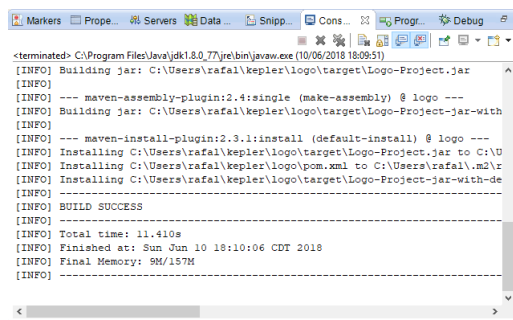 Markers Prope... Servers Data ... Snipp... Cons... Progr... Debug
<terminated> C:\Program Files\Java\jdk1.8.0_77\jre\bin\javaw.exe (10/06/2018 18:09:51)
[INFO] Building jar: C:\Users\rafal\kepler\logo\target\Logo-Project.jar
[INFO]
[INFO] --- maven-assembly-plugin:2.4:single (make-assembly) @ logo ---
[INFO] Building jar: C:\Users\rafal\kepler\logo\target\Logo-Project-jar-with
[INFO]
[INFO] --- maven-install-plugin:2.3.1:install (default-install) @ logo ---
[INFO] Installing C:\Users\rafal\kepler\logo\target\Logo-Project.jar to C:\U
[INFO] Installing C:\Users\rafal\kepler\logo\pom.xml to C:\Users\rafal\.m2\r
[INFO] Installing C:\Users\rafal\kepler\logo\target\Logo-Project-jar-with-de
[INFO] ------------------------------------------------------------------------
[INFO] BUILD SUCCESS
[INFO] ------------------------------------------------------------------------
[INFO] Total time: 11.410s
[INFO] Finished at: Sun Jun 10 18:10:06 CDT 2018
[INFO] Final Memory: 9M/157M
[INFO] ------------------------------------------------------------------------